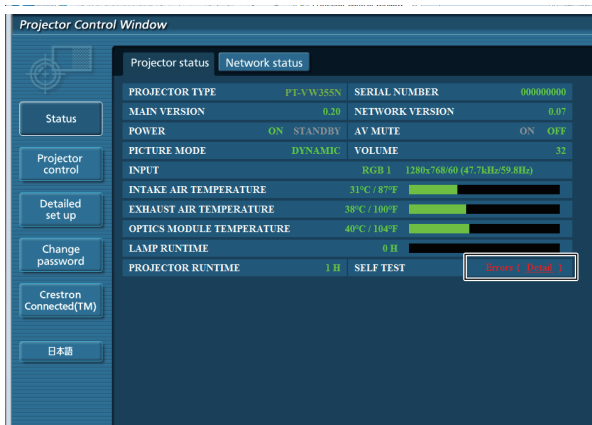 Projector Control Window
Projector status Network status
Status
Projector control
Detailed set up
Change password
Crestron Connected(TM)
日本語
PROJECTOR TYPE PT-VW355N SERIAL NUMBER 000000000
MAIN VERSION 0.20 NETWORK VERSION 0.07
POWER ON STANDBY AV MUTE ON OFF
PICTURE MODE DYNAMIC VOLUME 32
INPUT RGB 1 1280x768/60 (47.7kHz/59.8Hz)
INTAKE AIR TEMPERATURE 31°C / 87°F
EXHAUST AIR TEMPERATURE 38°C / 100°F
OPTICS MODULE TEMPERATURE 40°C / 104°F
LAMP RUNTIME 0 H
PROJECTOR RUNTIME 1 H SELF TEST Errors ( Detail )